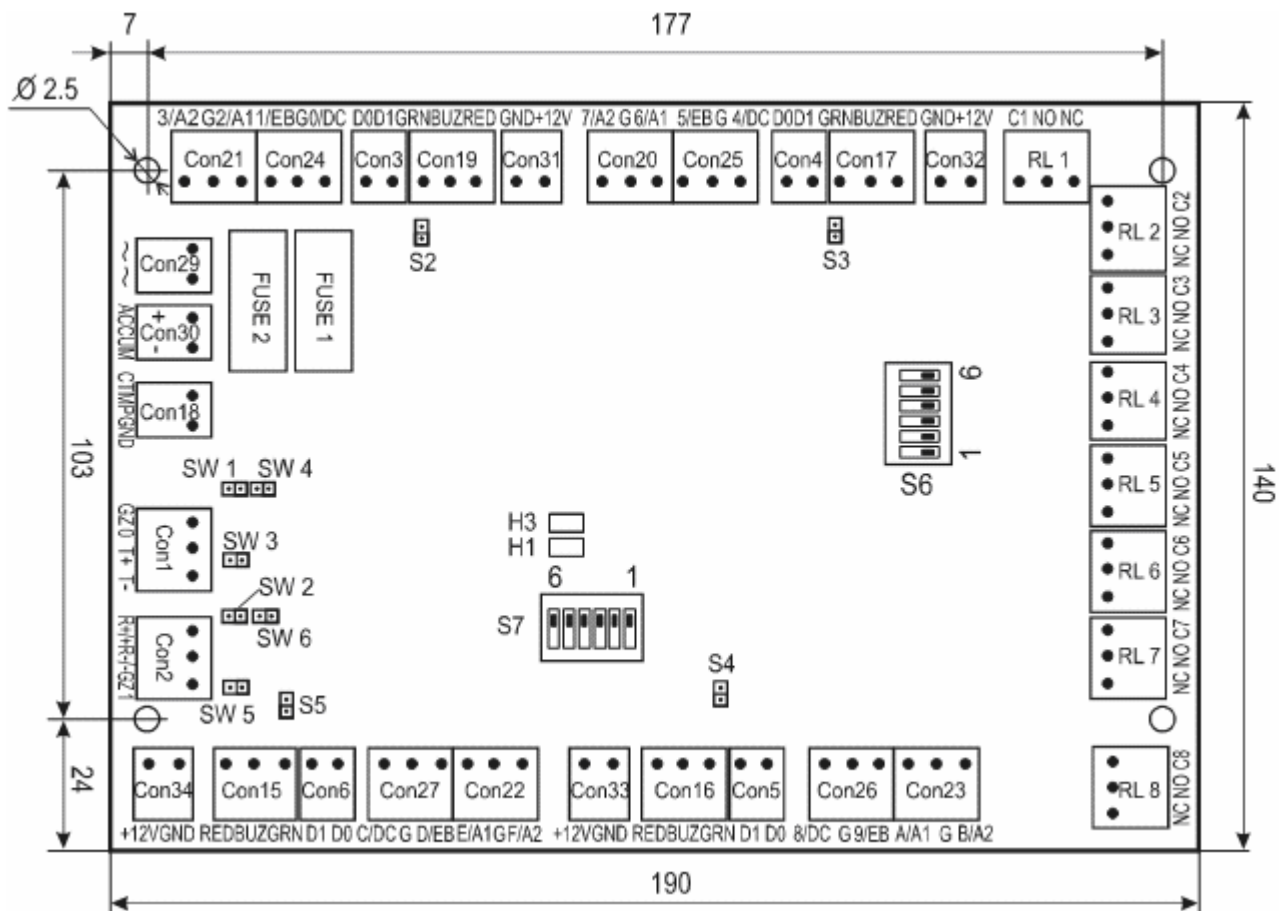 7 177
Ø 2.5
3/A2 G2/A11/EBG0/DC D0D1GRNBUZRED GND+12V 7/A2 G 6/A1 5/EB G 4/DC D0D1 GRNBUZRED GND+12V C1 NO NC
Con21 Con24 Con3 Con19 Con31 Con20 Con25 Con4 Con17 Con32 RL 1
RL 2 C2 NO NC
S2 S3
~ ~ Con29
FUSE 2 FUSE 1
RL 3 C3 NO NC
ACCUM + - Con30
RL 4 C4 NO NC
CTMPGND Con18
6
1
S6
103
140
SW 1 SW 4
RL 5 C5 NO NC
GZ 0 T+ T- Con1
H3
H1
SW 3
RL 6 C6 NO NC
SW 2
6 1
S7
R+/+R-/-GZ 1 Con2
SW 6
RL 7 C7 NO NC
S4
SW 5 S5
24
Con34 Con15 Con6 Con27 Con22 Con33 Con16 Con5 Con26 Con23 RL 8 C8 NO NC
+12VGND REDBUZGRN D1 D0 C/DC G D/EB E/A1GF/A2 +12VGND REDBUZGRN D1 D0 8/DC G 9/EB A/A1 G B/A2
190